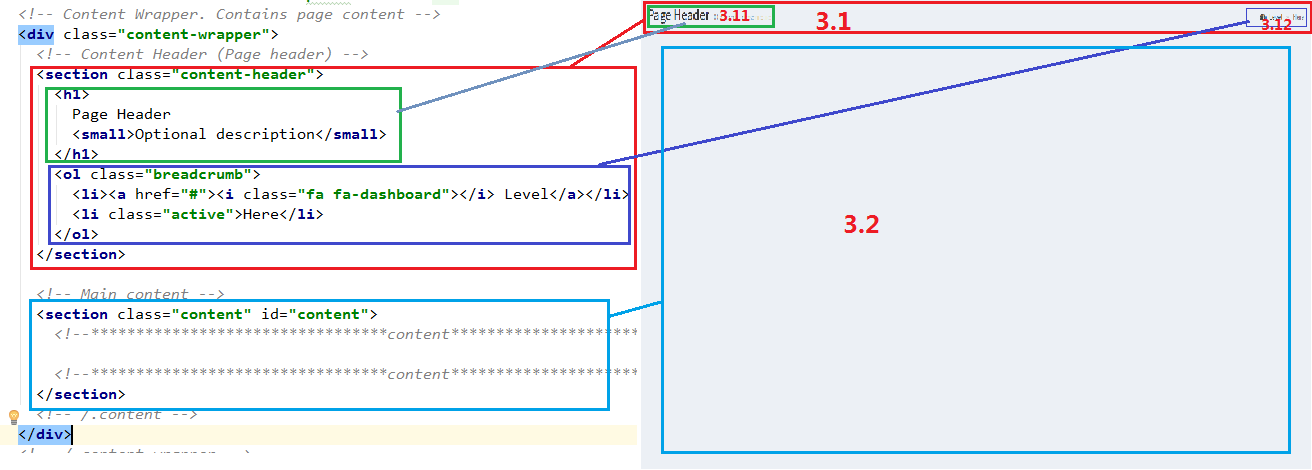 <!-- Content Wrapper. Contains page content -->
<div class="content-wrapper">
<!-- Content Header (Page header) -->
<section class="content-header">
<h1>
Page Header
<small>Optional description</small>
</h1>
<ol class="breadcrumb">
<li><a href="#"><i class="fa fa-dashboard"></i> Level</a></li>
<li class="active">Here</li>
</ol>
</section>
<!-- Main content -->
<section class="content" id="content">
<!--*********************************content*********************
<!--*********************************content*********************
</section>
<!-- /.content -->
</div>
Page Header
3.11
3.1
3.12
3.2